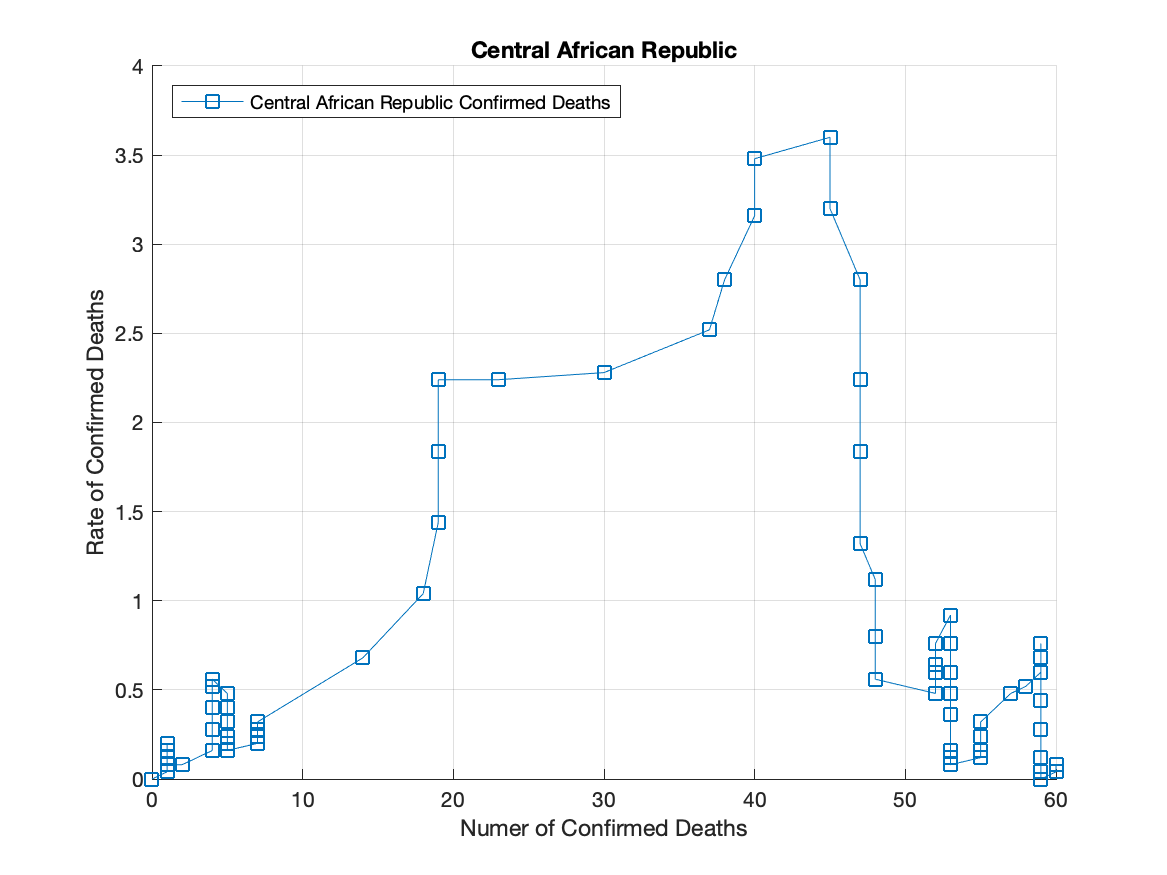 Central African Republic
Central African Republic Confirmed Deaths
4
3.5
3
2.5
2
1.5
1
0.5
0
Rate of Confirmed Deaths
0 10 20 30 40 50 60
Numer of Confirmed Deaths